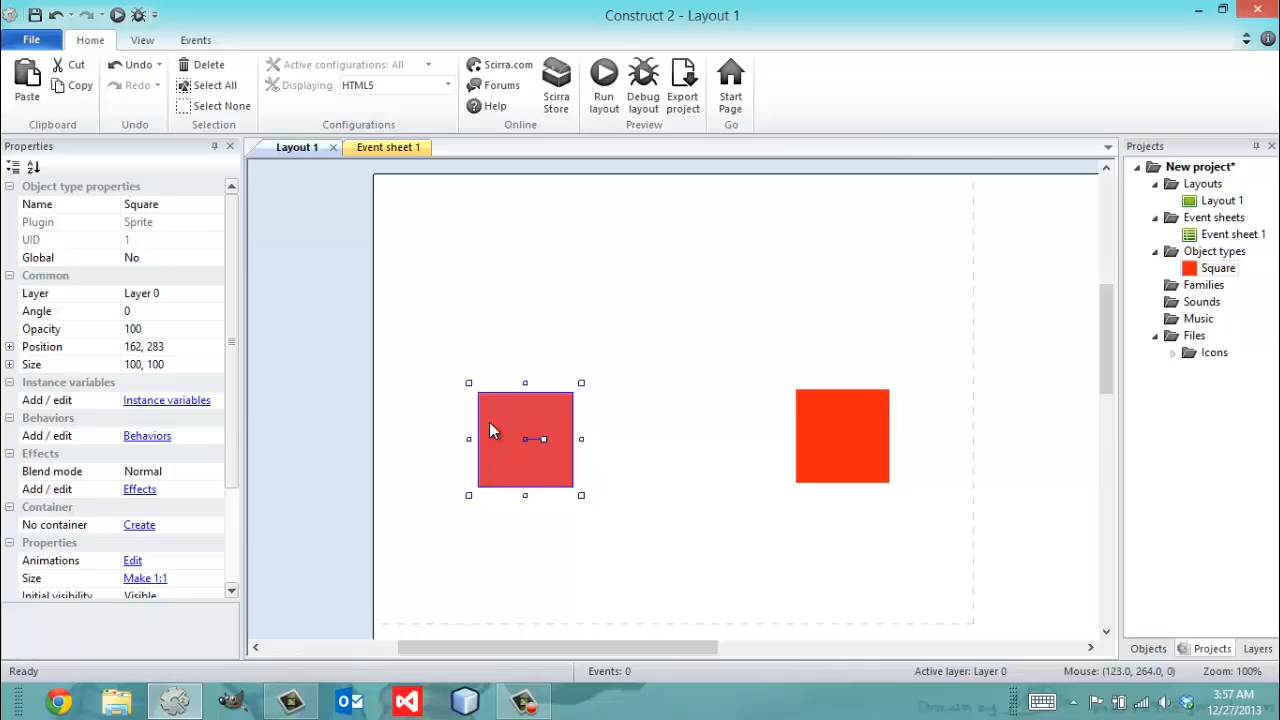 Construct 2 - Layout 1
File Home View Events
Paste Cut Copy Clipboard
Undo Redo Undo
Delete Select All Select None Selection
Active configurations: All
Displaying: HTML5
Configurations
Scirra.com Forums Help Scirra Store Online
Run layout Debug layout Export project Preview
Start Page Go
Properties
Layout 1 Event sheet 1
Projects
Object type properties
Name Square
Plugin Sprite
UID 1
Global No
Common
Layer Layer 0
Angle 0
Opacity 100
Position 162, 283
Size 100, 100
Instance variables
Add / edit Instance variables
Behaviors
Add / edit Behaviors
Effects
Blend mode Normal
Add / edit Effects
Container
No container Create
Properties
Animations Edit
Size Make 1:1
Initial visibility Visible
New project*
Layouts
Layout 1
Event sheets
Event sheet 1
Object types
Square
Families
Sounds
Music
Files
Icons
Objects Projects Layers
Ready Events: 0 Active layer: Layer 0 Mouse: (123.0, 264.0, 0) Zoom: 100%
3:57 AM
12/27/2013